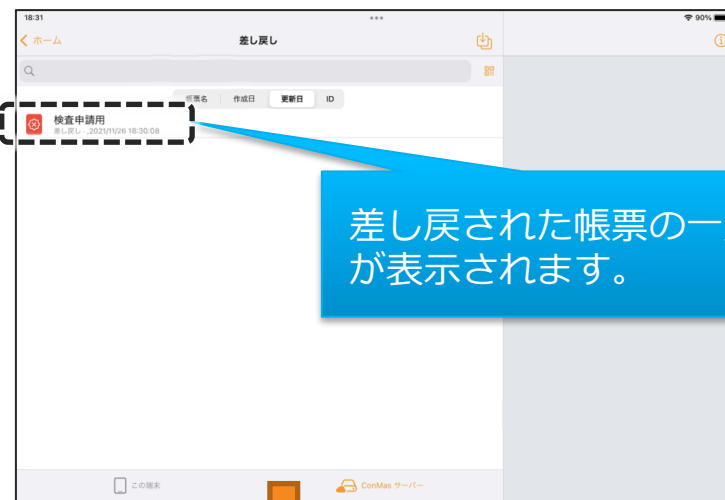 18:31
90%
ホーム
差し戻し
帳票名 作成日 更新日 ID
検査申請用
差し戻し - ,2021/11/26 18:30:08
差し戻された帳票の一
が表示されます。
この端末
ConMas サーバー